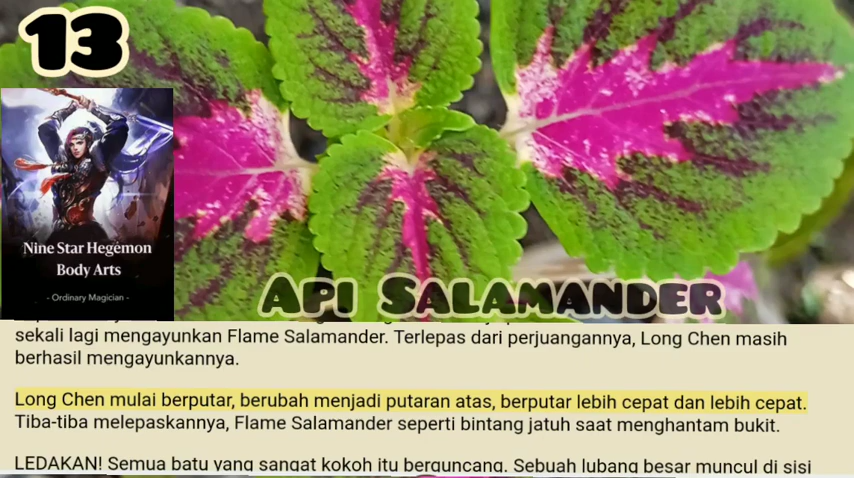 13
Nine Star Hegemon
Body Arts
- Ordinary Magician -
Api Salamander
sekali lagi mengayunkan Flame Salamander. Terlepas dari perjuangannya, Long Chen masih
berhasil mengayunkannya.
Long Chen mulai berputar, berubah menjadi putaran atas, berputar lebih cepat dan lebih cepat.
Tiba-tiba melepaskannya, Flame Salamander seperti bintang jatuh saat menghantam bukit.
LEDAKAN! Semua batu yang sangat kokoh itu berguncang. Sebuah lubang besar muncul di sisi